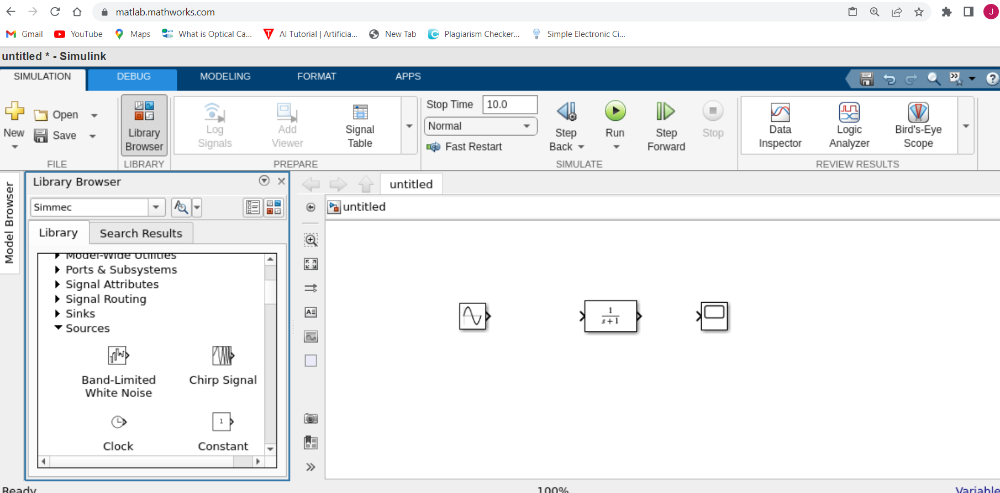 matlab.mathworks.com
J
Gmail
YouTube
Maps
What is Optical Ca...
AI Tutorial | Artificia...
New Tab
Plagiarism Checker...
Simple Electronic Ci...
untitled * - Simulink
SIMULATION
DEBUG
MODELING
FORMAT
APPS
?
New
Open
Save
FILE
Library
Browser
LIBRARY
Log
Signals
Add
Viewer
Signal
Table
PREPARE
Stop Time
10.0
Normal
Fast Restart
Step
Back
Run
Step
Forward
Stop
SIMULATE
Data
Inspector
Logic
Analyzer
Bird's-Eye
Scope
REVIEW RESULTS
Model Browser
Library Browser
Simmec
Library
Search Results
Model-Wide Utilities
Ports & Subsystems
Signal Attributes
Signal Routing
Sinks
Sources
Band-Limited
White Noise
Chirp Signal
Clock
1
Constant
untitled
untitled
1
s+1
Ready
100%
Variable